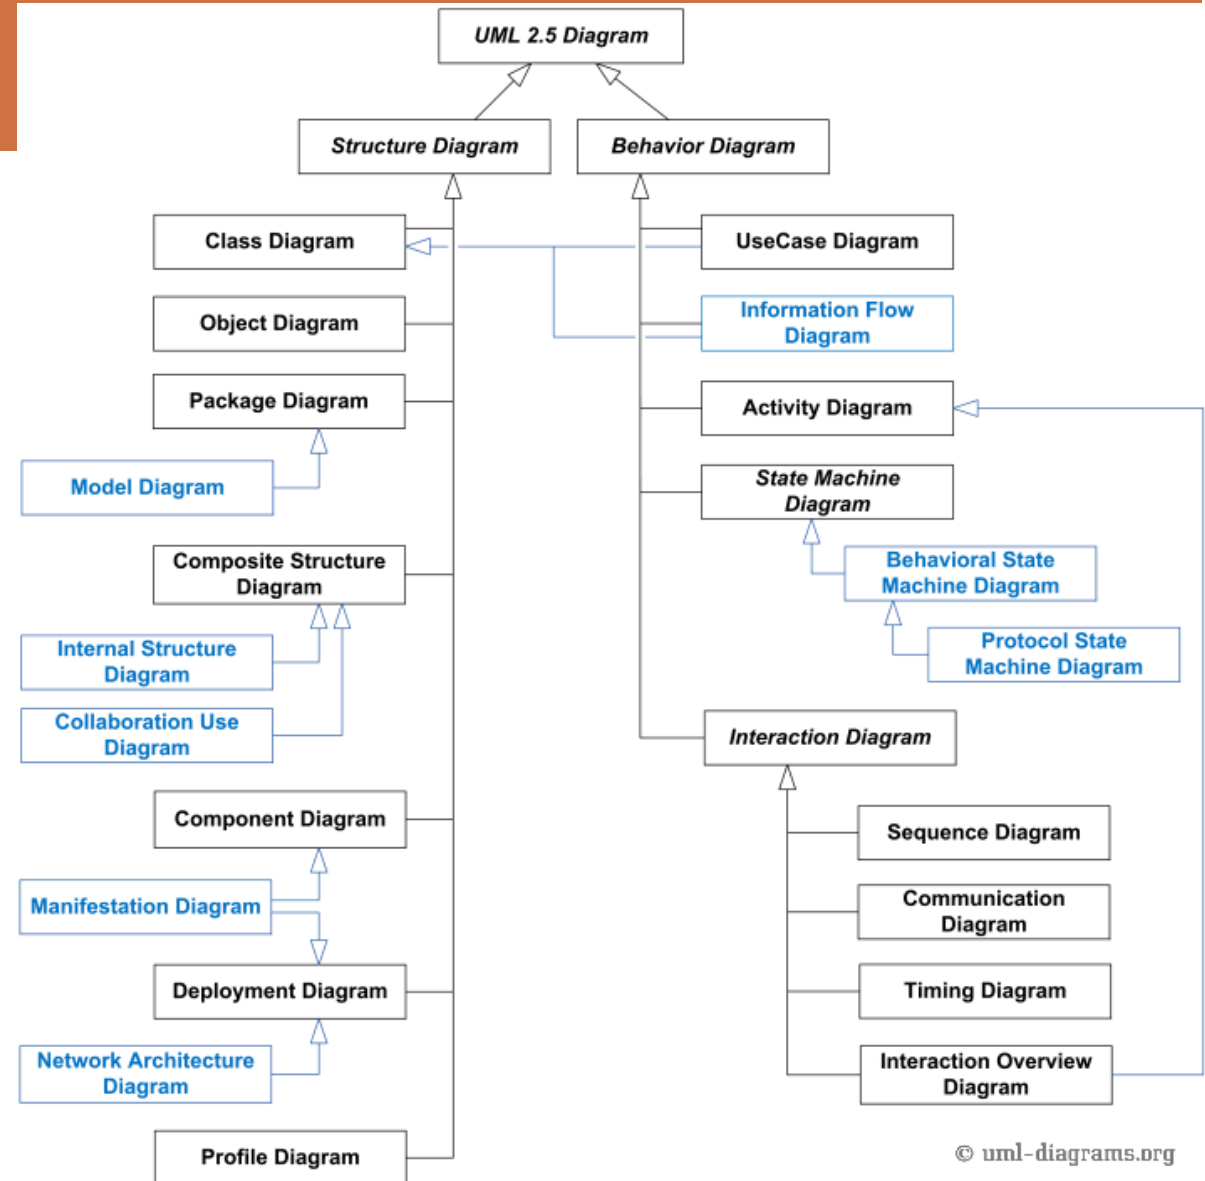 UML 2.5 Diagram
Structure Diagram
Behavior Diagram
Class Diagram
UseCase Diagram
Object Diagram
Information Flow
Diagram
Package Diagram
Activity Diagram
Model Diagram
State Machine
Diagram
Composite Structure
Diagram
Behavioral State
Machine Diagram
Internal Structure
Diagram
Protocol State
Machine Diagram
Collaboration Use
Diagram
Interaction Diagram
Component Diagram
Sequence Diagram
Manifestation Diagram
Communication
Diagram
Deployment Diagram
Timing Diagram
Network Architecture
Diagram
Interaction Overview
Diagram
Profile Diagram
© uml-diagrams.org